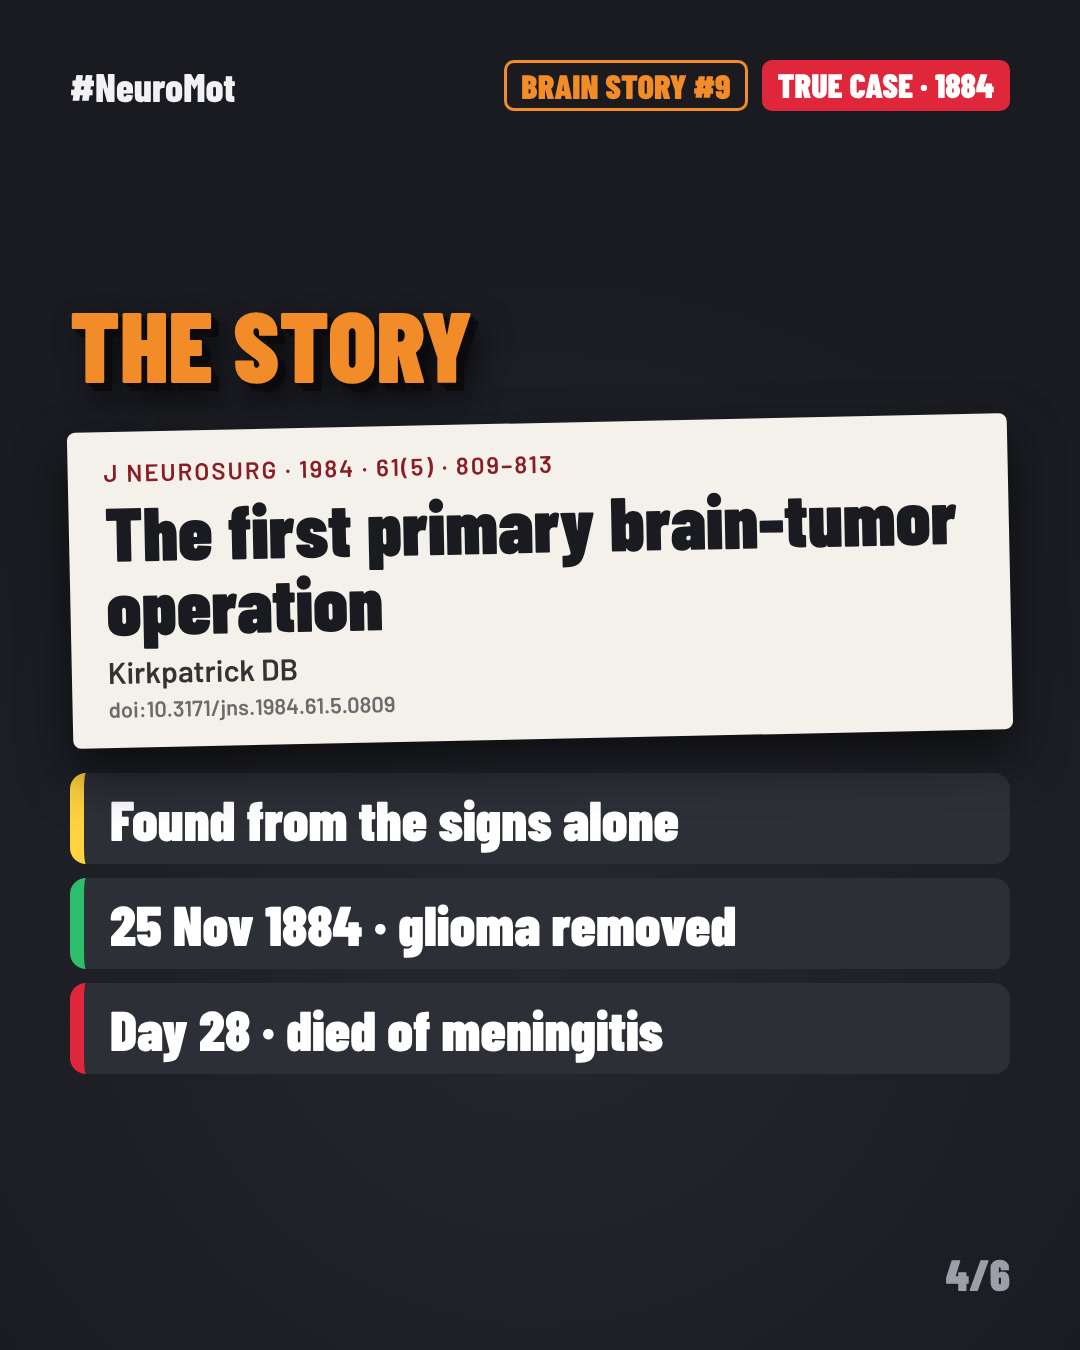 #NeuroMot
BRAIN STORY #9
TRUE CASE · 1884
THE STORY
J NEUROSURG · 1984 · 61(5) · 809–813
The first primary brain-tumor
operation
Kirkpatrick DB
doi:10.3171/jns.1984.61.5.0809
Found from the signs alone
25 Nov 1884 · glioma removed
Day 28 · died of meningitis
4/6